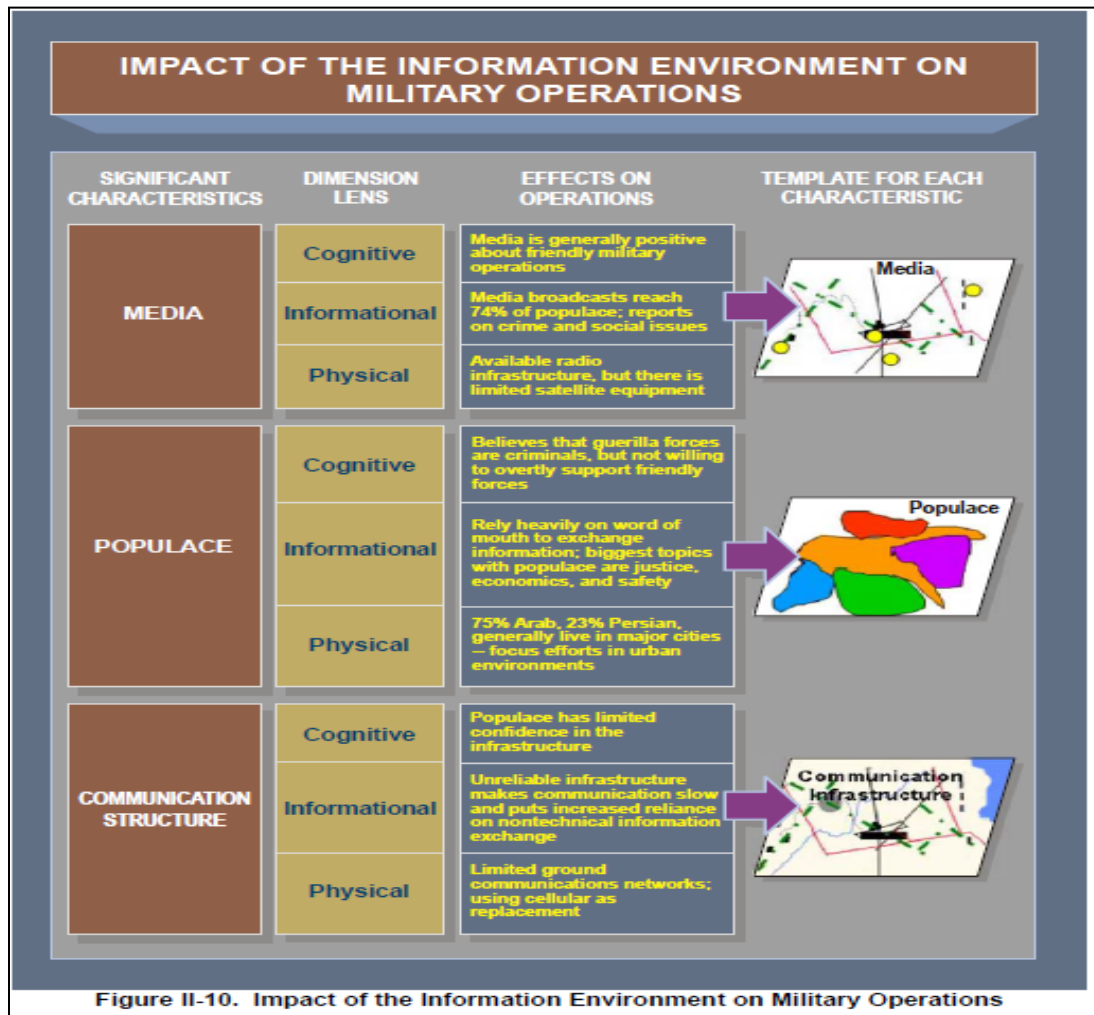 IMPACT OF THE INFORMATION ENVIRONMENT ON
MILITARY OPERATIONS
SIGNIFICANT
CHARACTERISTICS
DIMENSION
LENS
EFFECTS ON
OPERATIONS
TEMPLATE FOR EACH
CHARACTERISTIC
MEDIA
Cognitive
Media is generally positive
about friendly military
operations
Informational
Media broadcasts reach
74% of populace; reports
on crime and social issues
Physical
Available radio
infrastructure, but there is
limited satellite equipment
Media
POPULACE
Cognitive
Believes that guerilla forces
are criminals, but not willing
to overtly support friendly
forces
Informational
Rely heavily on word of
mouth to exchange
information; biggest topics
with populace are justice,
economics, and safety
Physical
75% Arab, 23% Persian,
generally live in major cities
– focus efforts in urban
environments
Populace
COMMUNICATION
STRUCTURE
Cognitive
Populace has limited
confidence in the
infrastructure
Informational
Unreliable infrastructure
makes communication slow
and puts increased reliance
on nontechnical information
exchange
Physical
Limited ground
communications networks;
using cellular as
replacement
Communication
Infrastructure
Figure II-10. Impact of the Information Environment on Military Operations